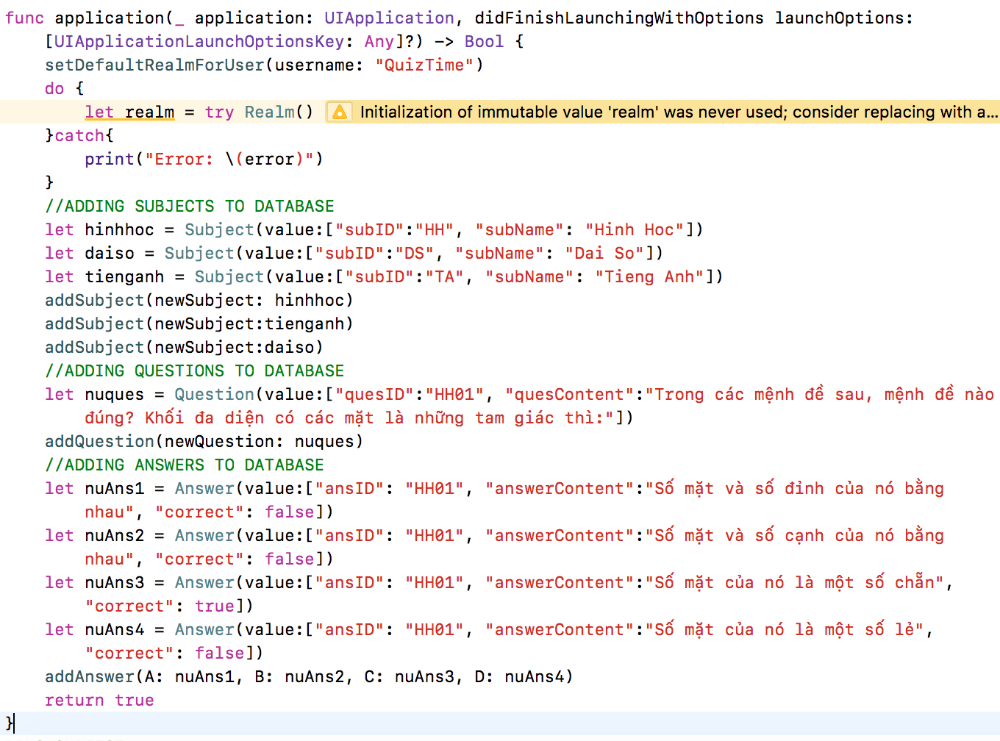 func application(_ application: UIApplication, didFinishLaunchingWithOptions launchOptions:
[UIApplicationLaunchOptionsKey: Any]?) -> Bool {
setDefaultRealmForUser(username: "QuizTime")
do {
let realm = try Realm() Initialization of immutable value 'realm' was never used; consider replacing with a...
}catch{
print("Error: \(error)")
}
//ADDING SUBJECTS TO DATABASE
let hinhhoc = Subject(value:["subID":"HH", "subName": "Hinh Hoc"])
let daiso = Subject(value:["subID":"DS", "subName": "Dai So"])
let tienganh = Subject(value:["subID":"TA", "subName": "Tieng Anh"])
addSubject(newSubject: hinhhoc)
addSubject(newSubject:tienganh)
addSubject(newSubject:daiso)
//ADDING QUESTIONS TO DATABASE
let nuques = Question(value:["quesID":"HH01", "quesContent":"Trong các mệnh đề sau, mệnh đề nào
đúng? Khối đa diện có các mặt là những tam giác thì:"])
addQuestion(newQuestion: nuques)
//ADDING ANSWERS TO DATABASE
let nuAns1 = Answer(value:["ansID": "HH01", "answerContent":"Số mặt và số đỉnh của nó bằng
nhau", "correct": false])
let nuAns2 = Answer(value:["ansID": "HH01", "answerContent":"Số mặt và số cạnh của nó bằng
nhau", "correct": false])
let nuAns3 = Answer(value:["ansID": "HH01", "answerContent":"Số mặt của nó là một số chẵn",
"correct": true])
let nuAns4 = Answer(value:["ansID": "HH01", "answerContent":"Số mặt của nó là một số lẻ",
"correct": false])
addAnswer(A: nuAns1, B: nuAns2, C: nuAns3, D: nuAns4)
return true
}